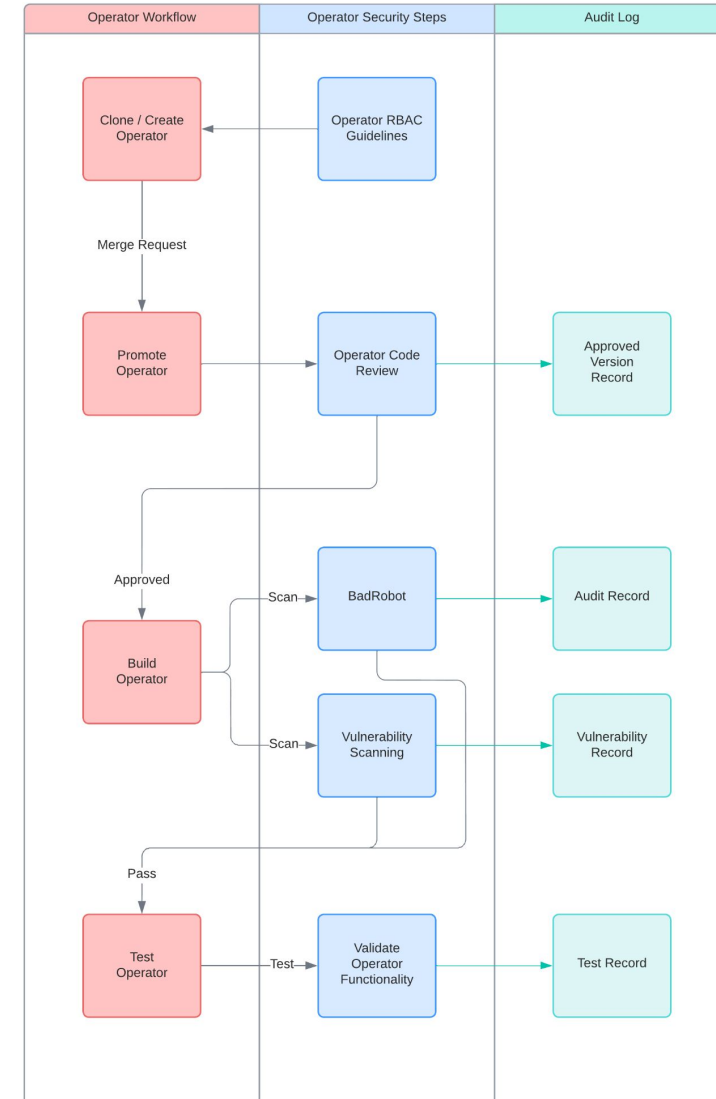 Operator Workflow
Operator Security Steps
Audit Log
Clone / Create
Operator
Operator RBAC
Guidelines
Merge Request
Promote
Operator
Operator Code
Review
Approved
Version
Record
Approved
Build
Operator
Scan
BadRobot
Audit Record
Scan
Vulnerability
Scanning
Vulnerability
Record
Pass
Test
Operator
Test
Validate
Operator
Functionality
Test Record